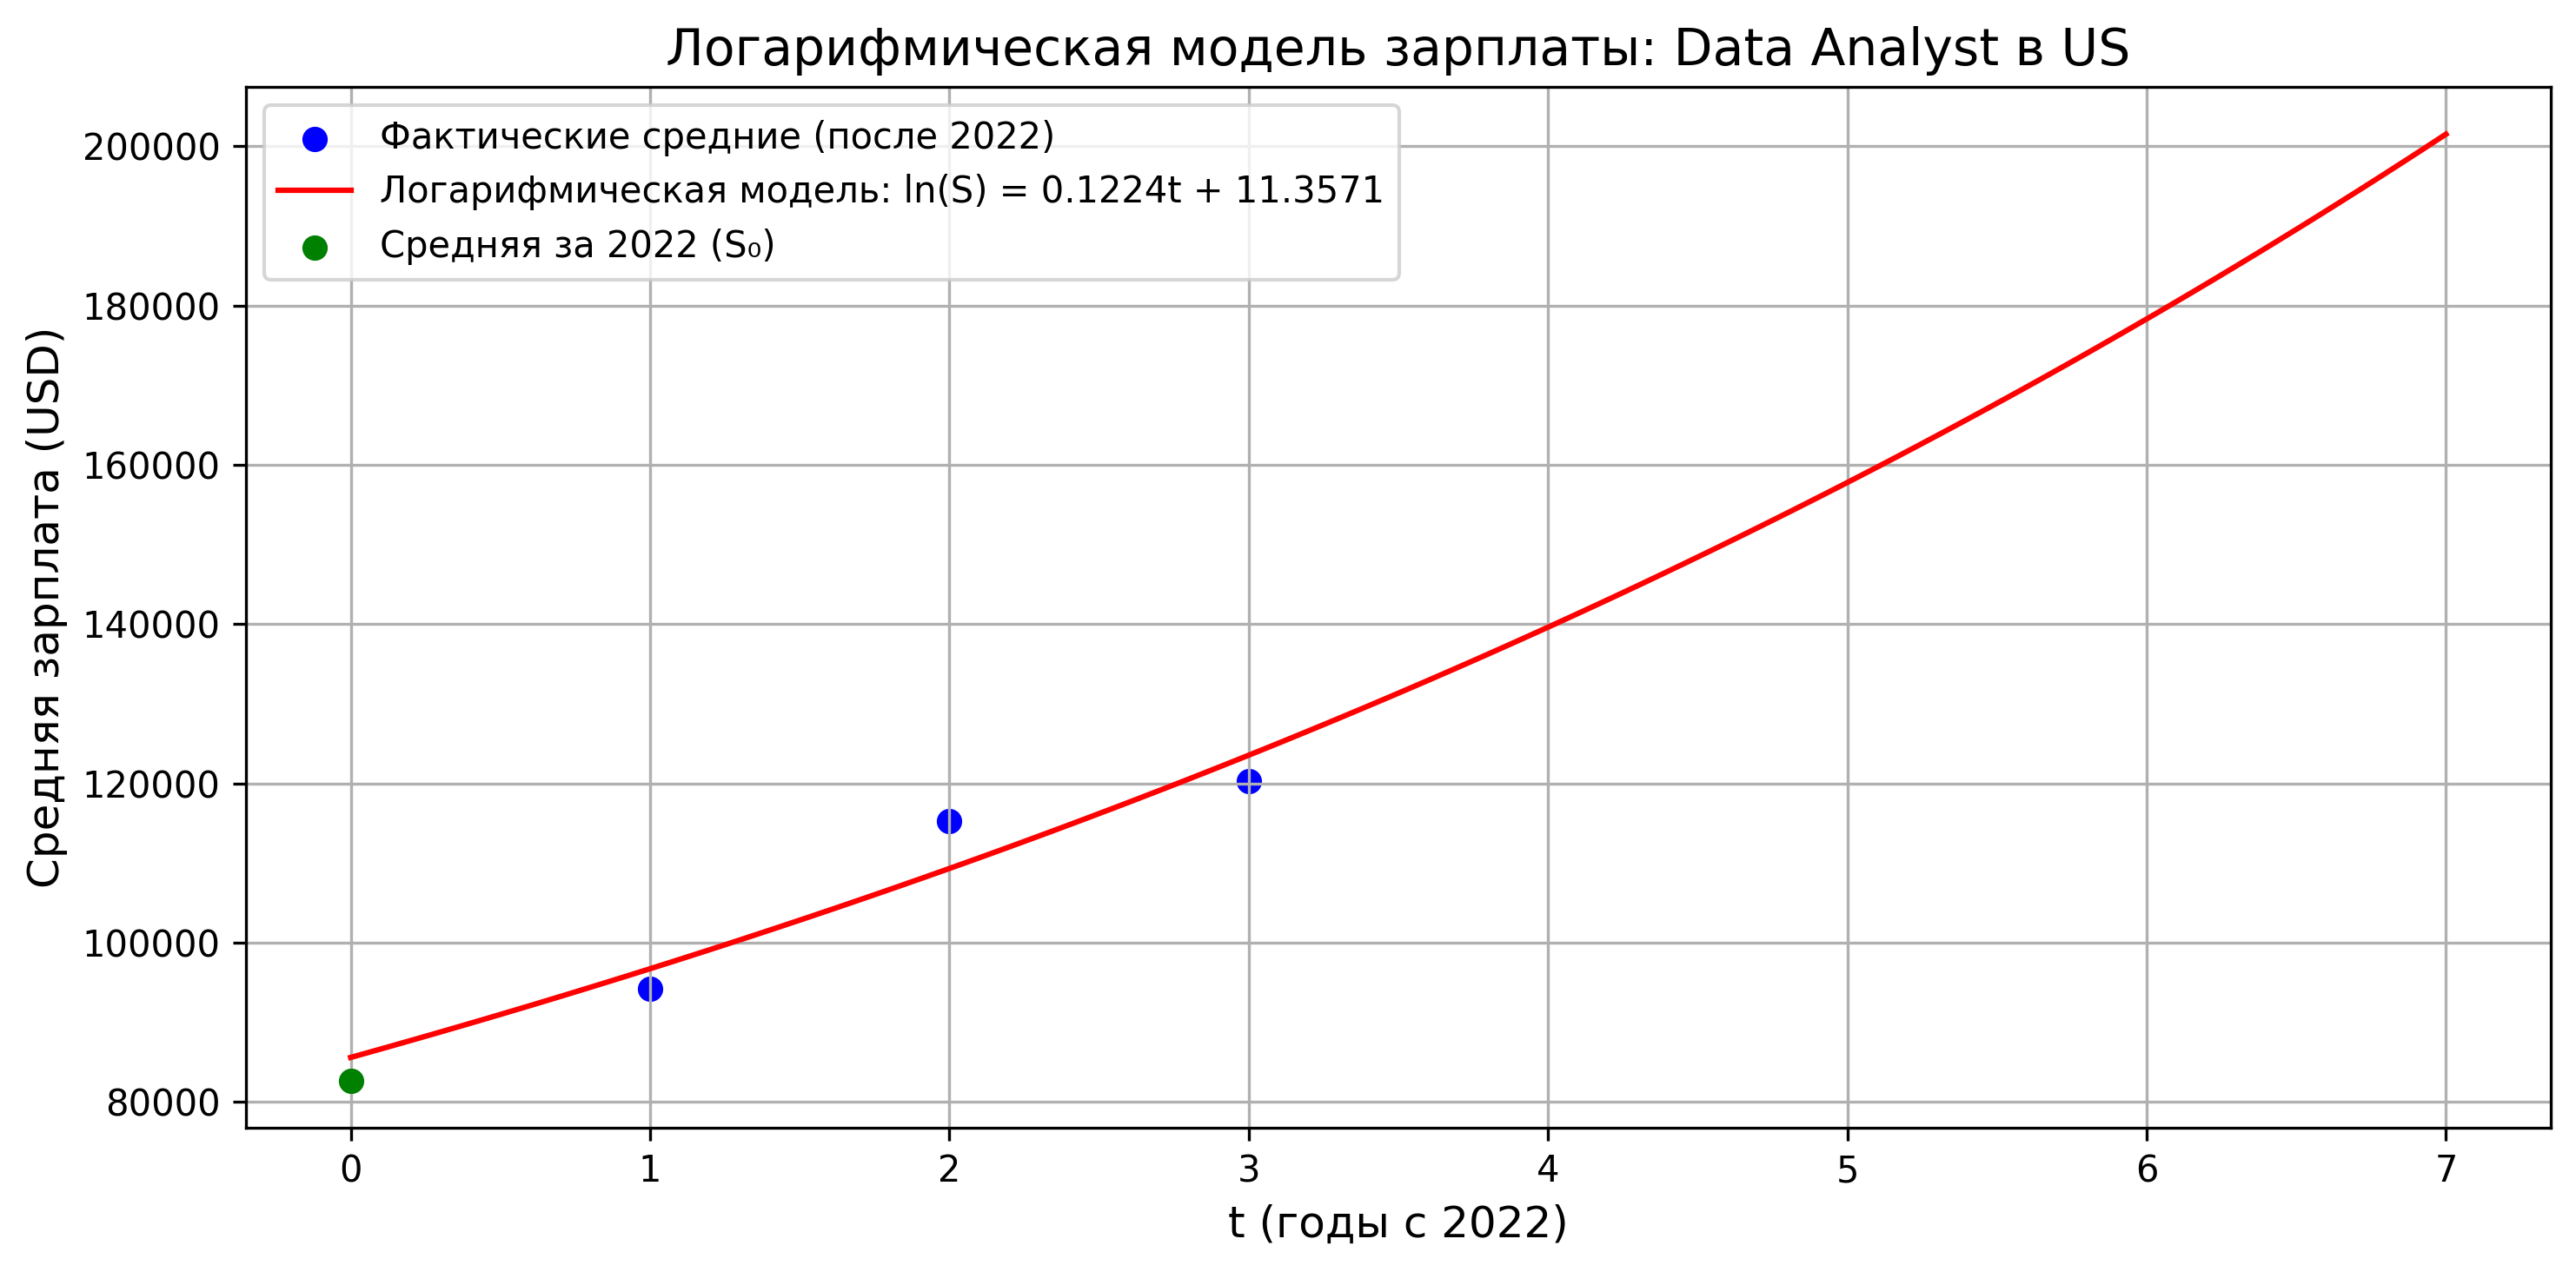 Логарифмическая модель зарплаты: Data Analyst в US
Фактические средние (после 2022)
Логарифмическая модель: ln(S) = 0.1224t + 11.3571
Средняя за 2022 (S₀)
Средняя зарплата (USD)
200000
180000
160000
140000
120000
100000
80000
0 1 2 3 4 5 6 7
t (годы с 2022)